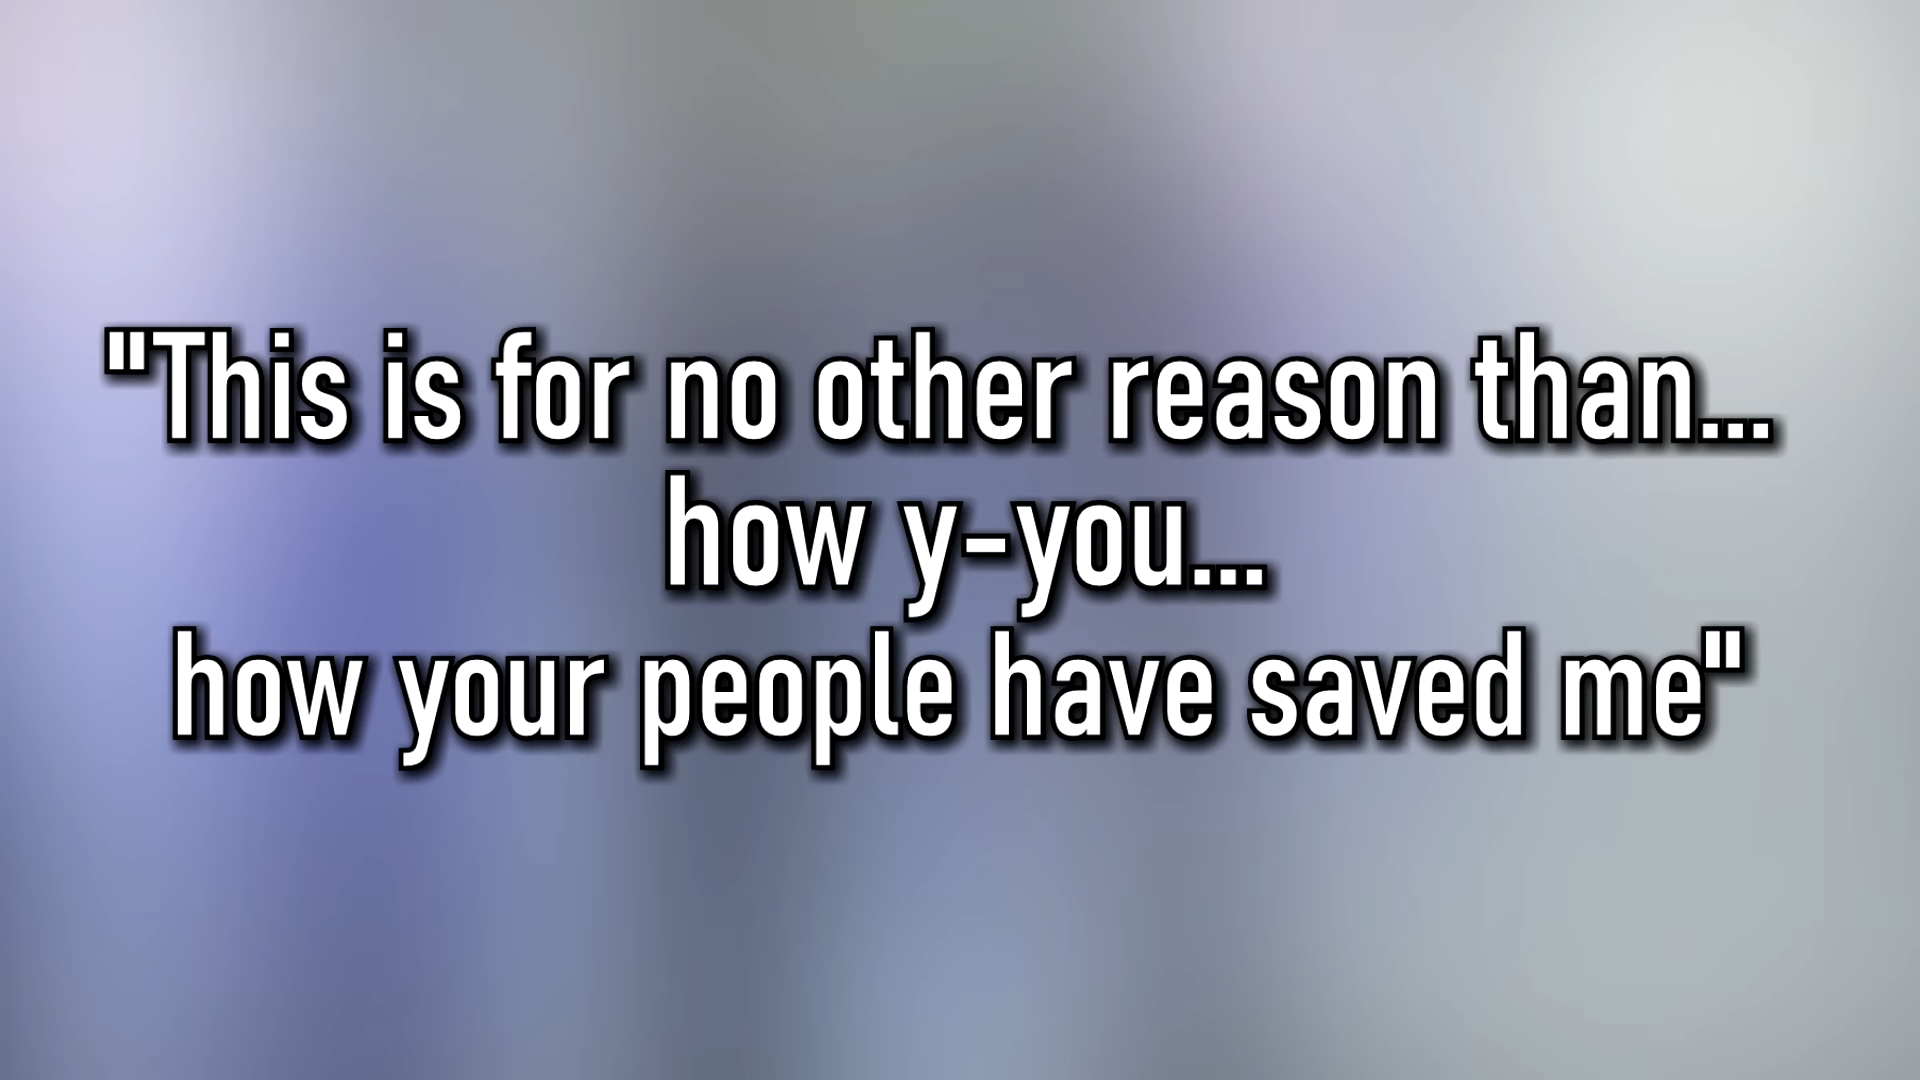 "This is for no other reason than...
how y-you...
how your people have saved me"